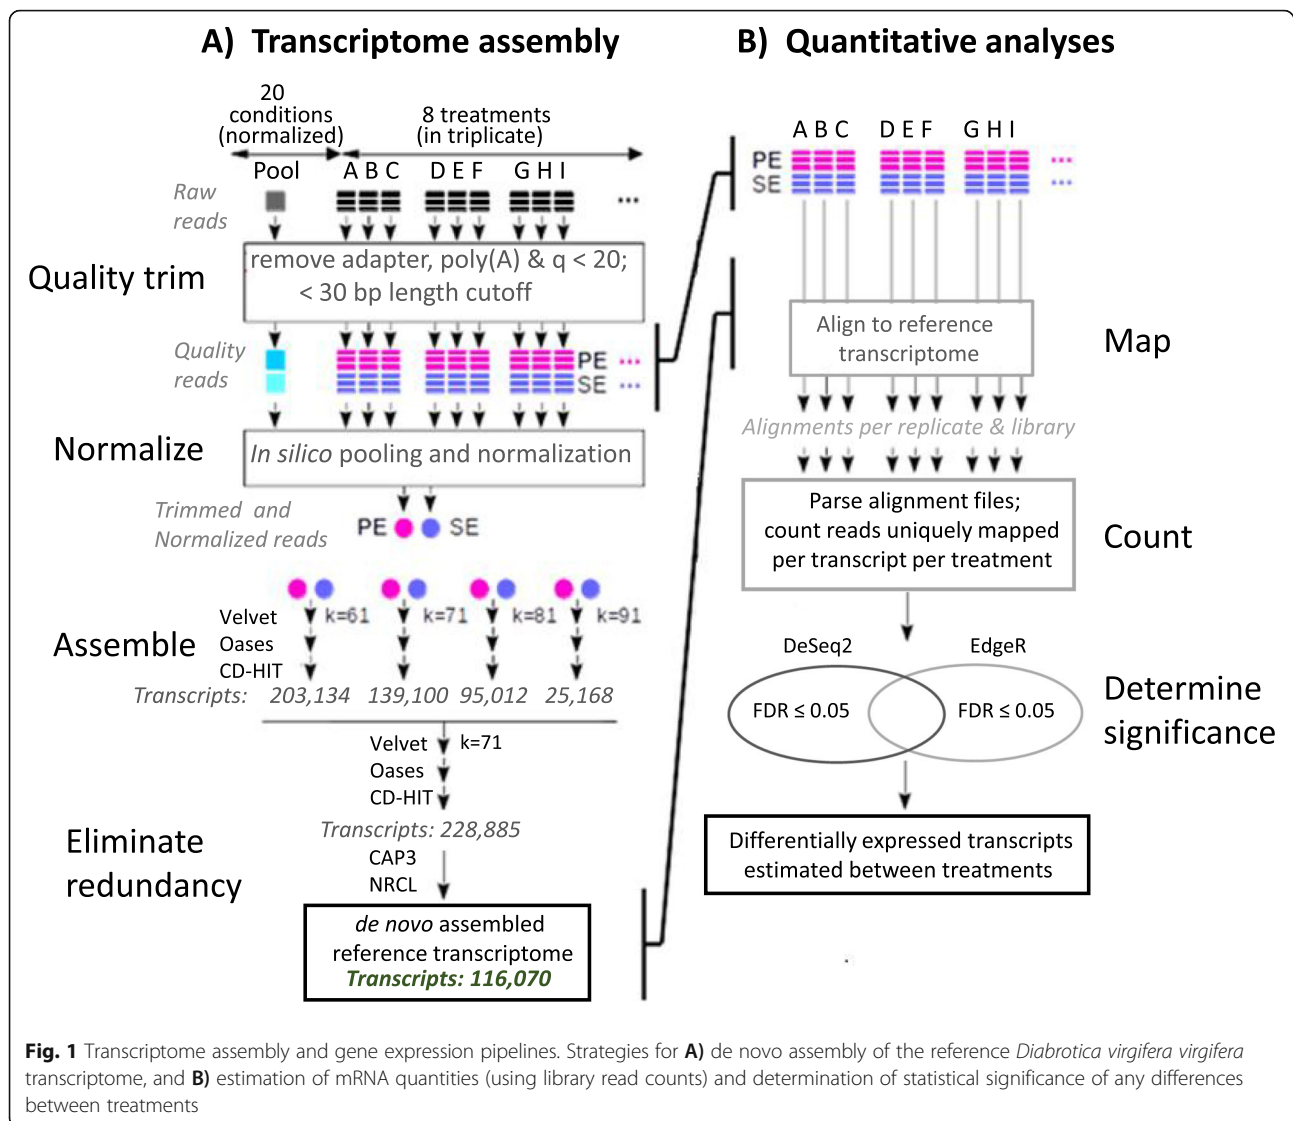 A) Transcriptome assembly
20
conditions
(normalized)
8 treatments
(in triplicate)
Pool
A B C
D E F
G H I
Raw
reads
...
Quality trim
remove adapter, poly(A) & q < 20;
< 30 bp length cutoff
Quality
reads
PE ...
SE ...
Normalize
In silico pooling and normalization
Trimmed and
Normalized reads
PE
SE
Assemble
Velvet
Oases
CD-HIT
k=61
k=71
k=81
k=91
Transcripts: 203,134 139,100 95,012 25,168
Velvet k=71
Oases
CD-HIT
Transcripts: 228,885
Eliminate
redundancy
CAP3
NRCL
de novo assembled
reference transcriptome
Transcripts: 116,070
B) Quantitative analyses
A B C
D E F
G H I
PE ...
SE ...
Align to reference
transcriptome
Map
Alignments per replicate & library
Parse alignment files;
count reads uniquely mapped
per transcript per treatment
Count
DeSeq2
EdgeR
FDR ≤ 0.05
FDR ≤ 0.05
Determine
significance
Differentially expressed transcripts
estimated between treatments
Fig. 1 Transcriptome assembly and gene expression pipelines. Strategies for A) de novo assembly of the reference Diabrotica virgifera virgifera
transcriptome, and B) estimation of mRNA quantities (using library read counts) and determination of statistical significance of any differences
between treatments